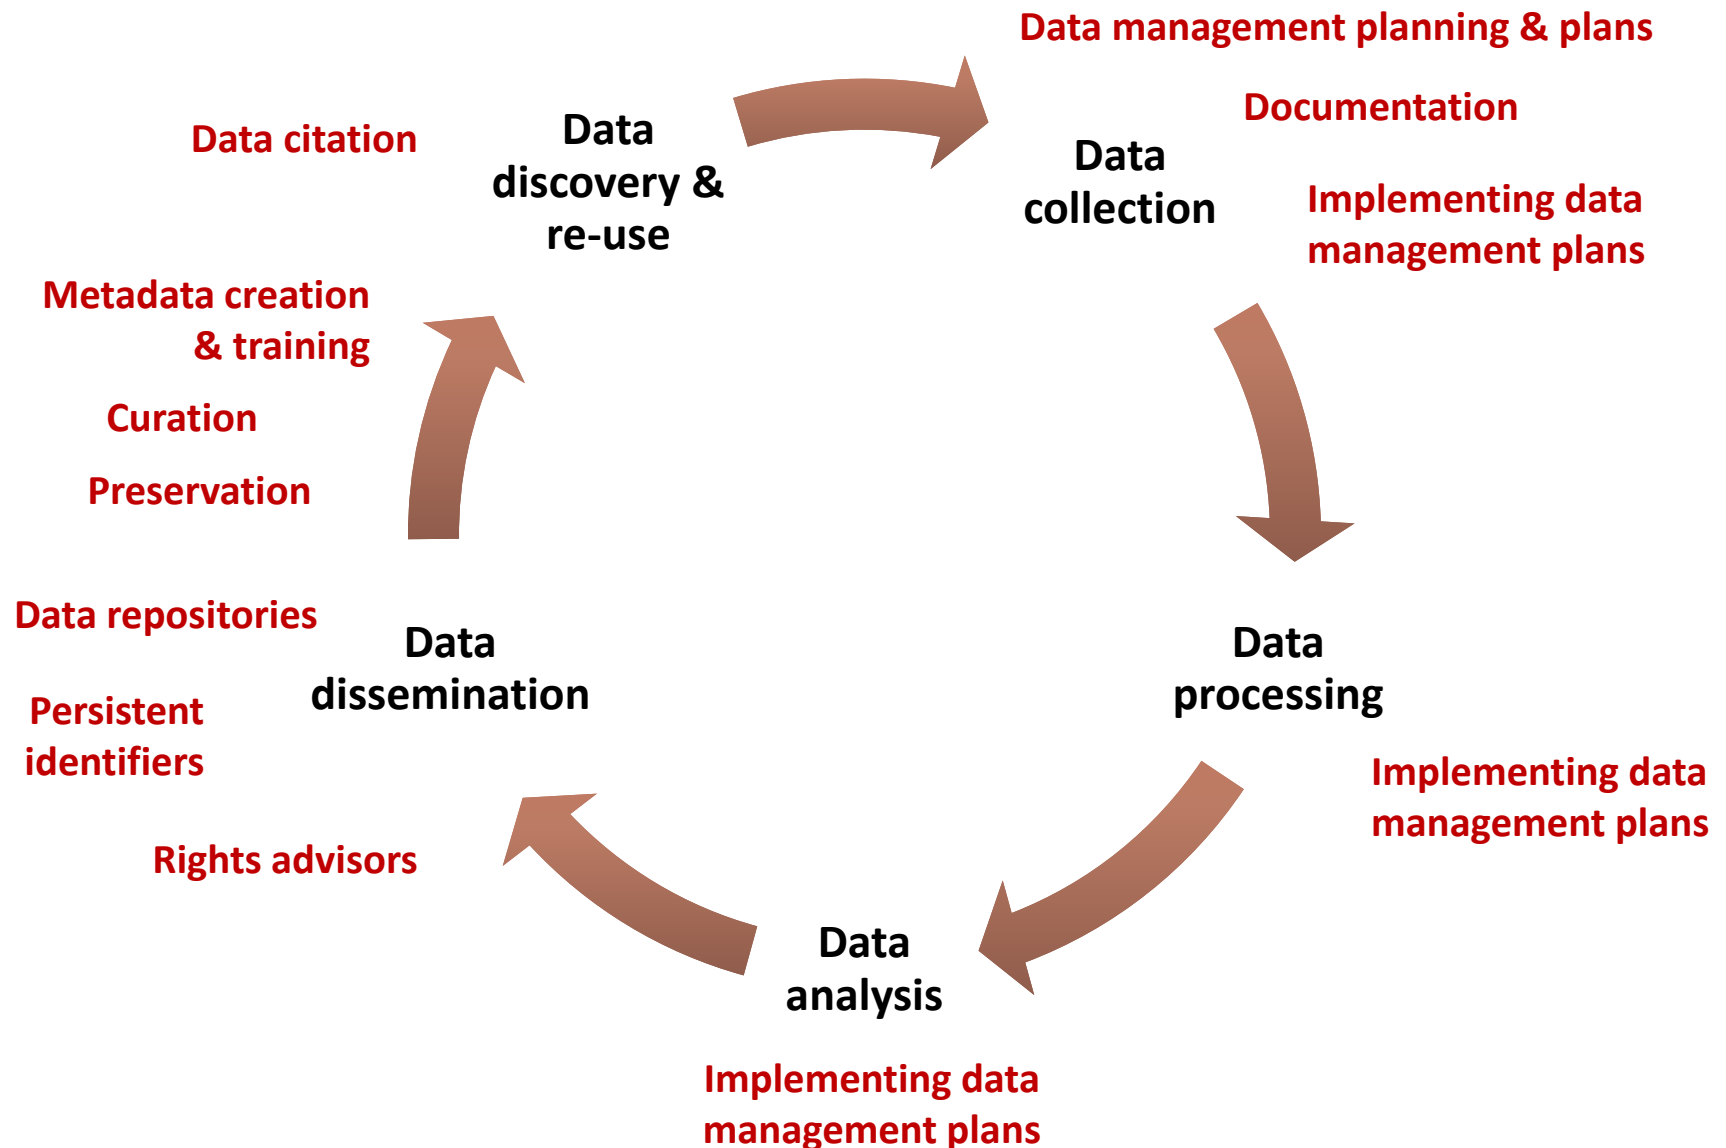 Data management planning & plans
Documentation
Data
collection
Implementing data
management plans
Data
processing
Implementing data
management plans
Data
analysis
Implementing data
management plans
Data
dissemination
Rights advisors
Persistent
identifiers
Data repositories
Preservation
Curation
Metadata creation
& training
Data citation
Data
discovery &
re-use